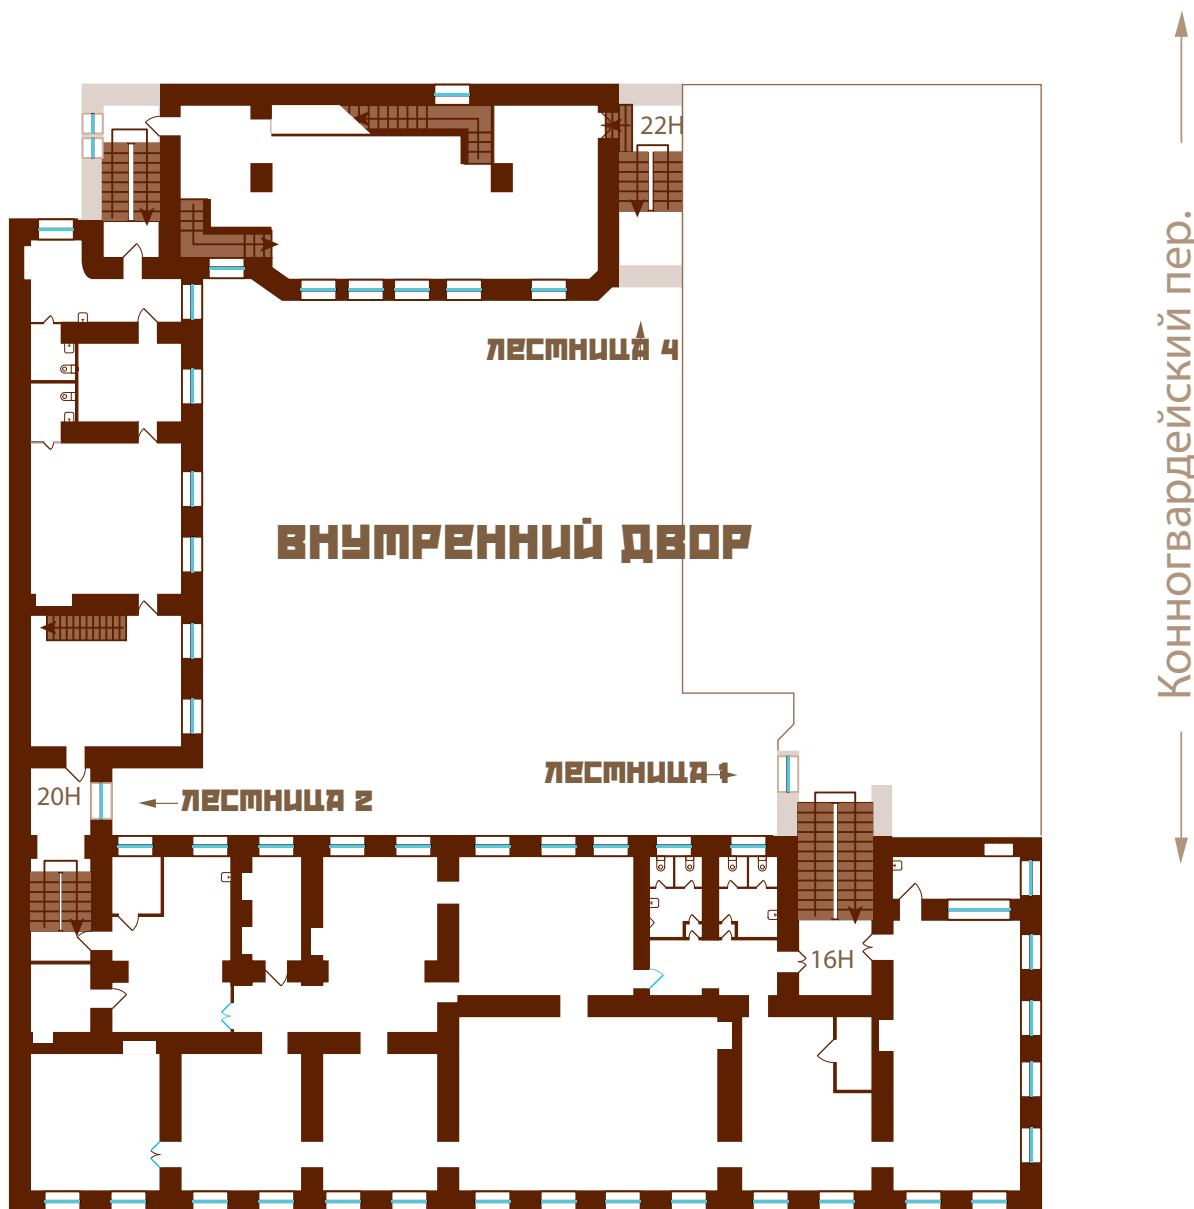 22Н
Конногвардейский пер.
ЛЕСТНИЦА 4
ВНУТРЕННИЙ ДВОР
ЛЕСТНИЦА 1
20Н
ЛЕСТНИЦА 2
16Н